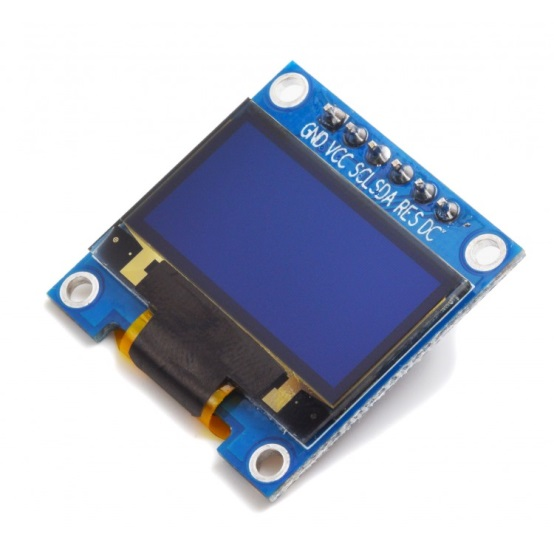 GND VCC SCL SDA RES DC